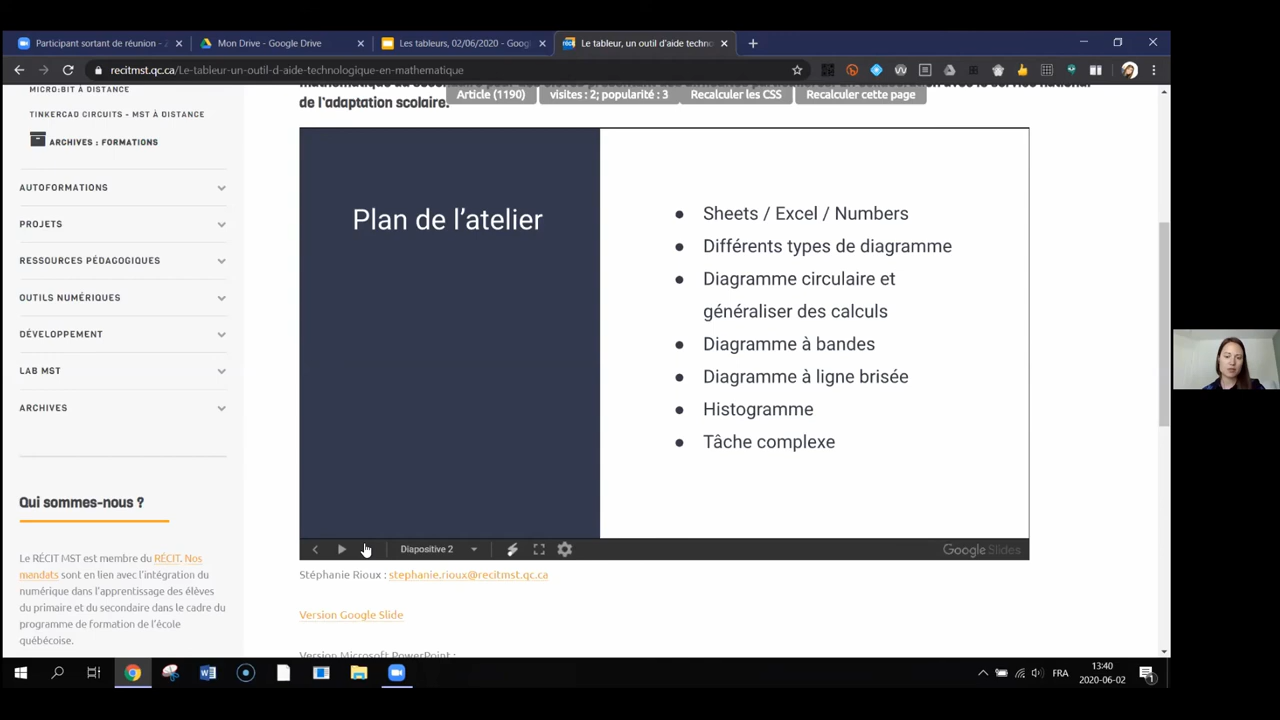 Participant sortant de réunion -
Mon Drive - Google Drive
Les tableurs, 02/06/2020 - Goog
Le tableur, un outil d'aide techno
recitmst.qc.ca/Le-tableur-un-outil-d-aide-technologique-en-mathematique
MICRO:BIT À DISTANCE
TINKERCAD CIRCUITS - MST À DISTANCE
ARCHIVES : FORMATIONS
AUTOFORMATIONS
PROJETS
RESSOURCES PÉDAGOGIQUES
OUTILS NUMÉRIQUES
DÉVELOPPEMENT
LAB MST
ARCHIVES
Qui sommes-nous ?
Le RÉCIT MST est membre du RÉCIT. Nos
mandats sont en lien avec l'intégration du
numérique dans l'apprentissage des élèves
du primaire et du secondaire dans le cadre du
programme de formation de l'école
québécoise.
Article (1190)
visites : 2; popularité : 3
Recalculer les CSS
Recalculer cette page
de l'adaptation scolaire.
Plan de l'atelier
● Sheets / Excel / Numbers
● Différents types de diagramme
● Diagramme circulaire et
généraliser des calculs
● Diagramme à bandes
● Diagramme à ligne brisée
● Histogramme
● Tâche complexe
Diapositive 2
Google Slides
Stéphanie Rioux : stephanie.rioux@recitmst.qc.ca
Version Google Slide
Version Microsoft PowerPoint :
FRA
13:40
2020-06-02